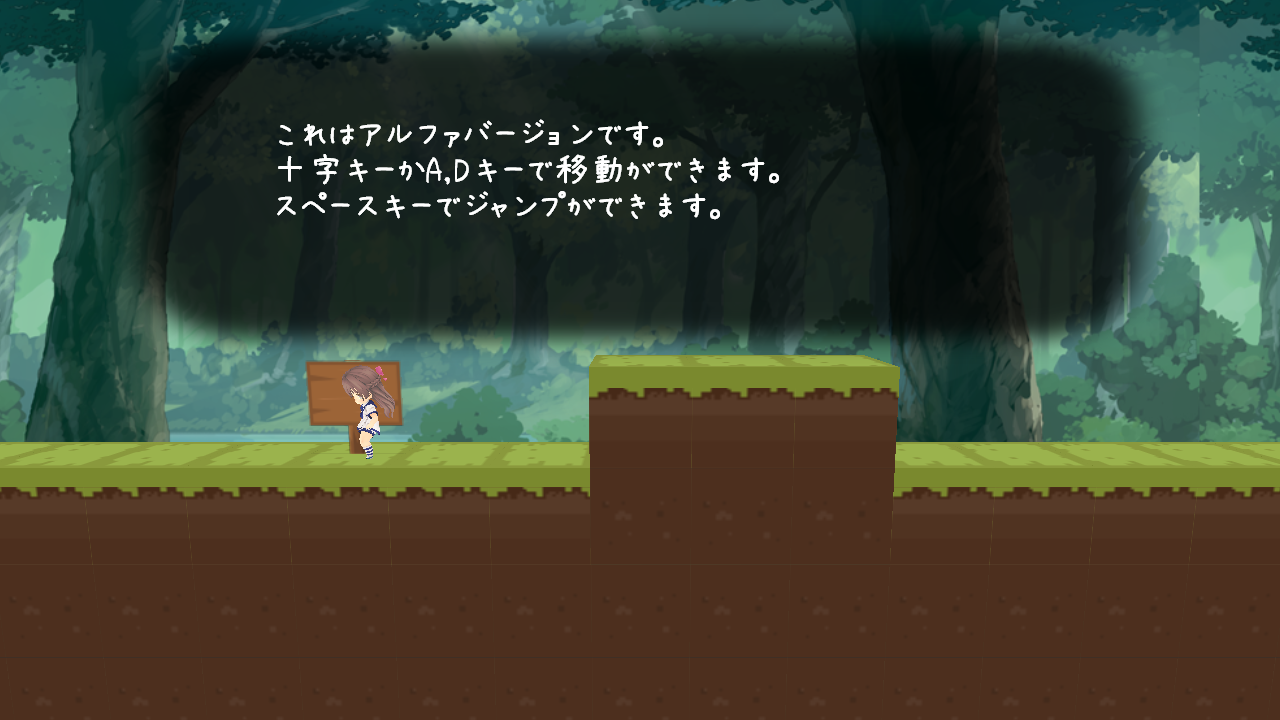 これはアルファバージョンです。
十字キーかA,Dキーで移動ができます。
スペースキーでジャンプができます。